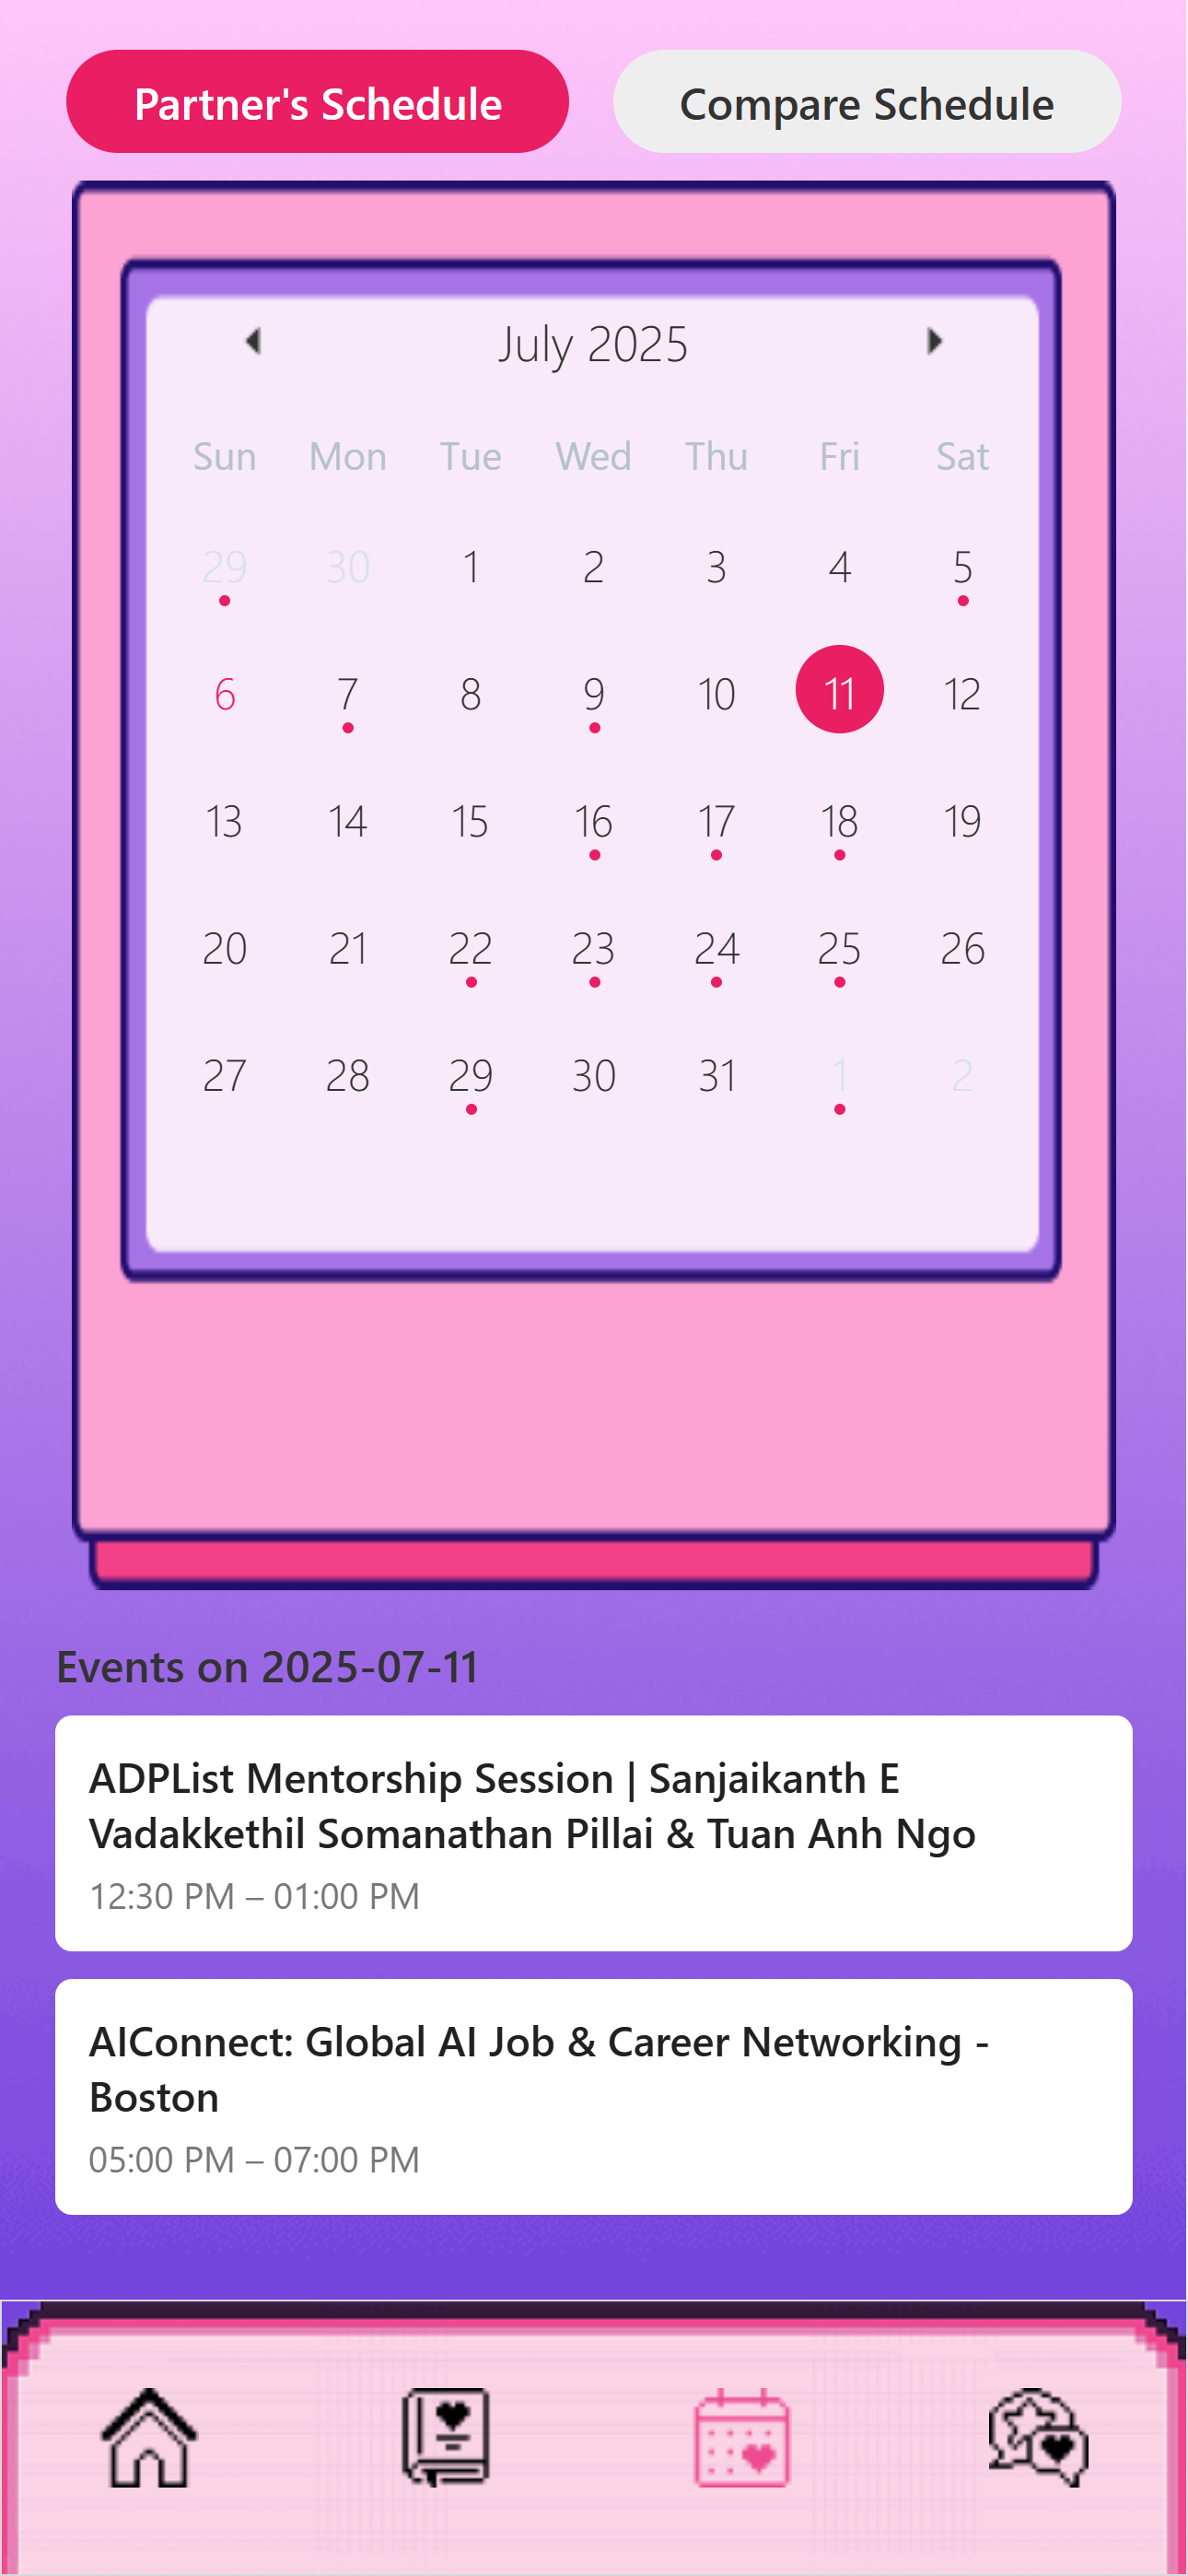 Partner's Schedule
Compare Schedule
July 2025
Sun Mon Tue Wed Thu Fri Sat
29 30 1 2 3 4 5
6 7 8 9 10 11 12
13 14 15 16 17 18 19
20 21 22 23 24 25 26
27 28 29 30 31 1 2
Events on 2025-07-11
ADPList Mentorship Session | Sanjaikanth E
Vadakkethil Somanathan Pillai & Tuan Anh Ngo
12:30 PM – 01:00 PM
AIConnect: Global AI Job & Career Networking -
Boston
05:00 PM – 07:00 PM